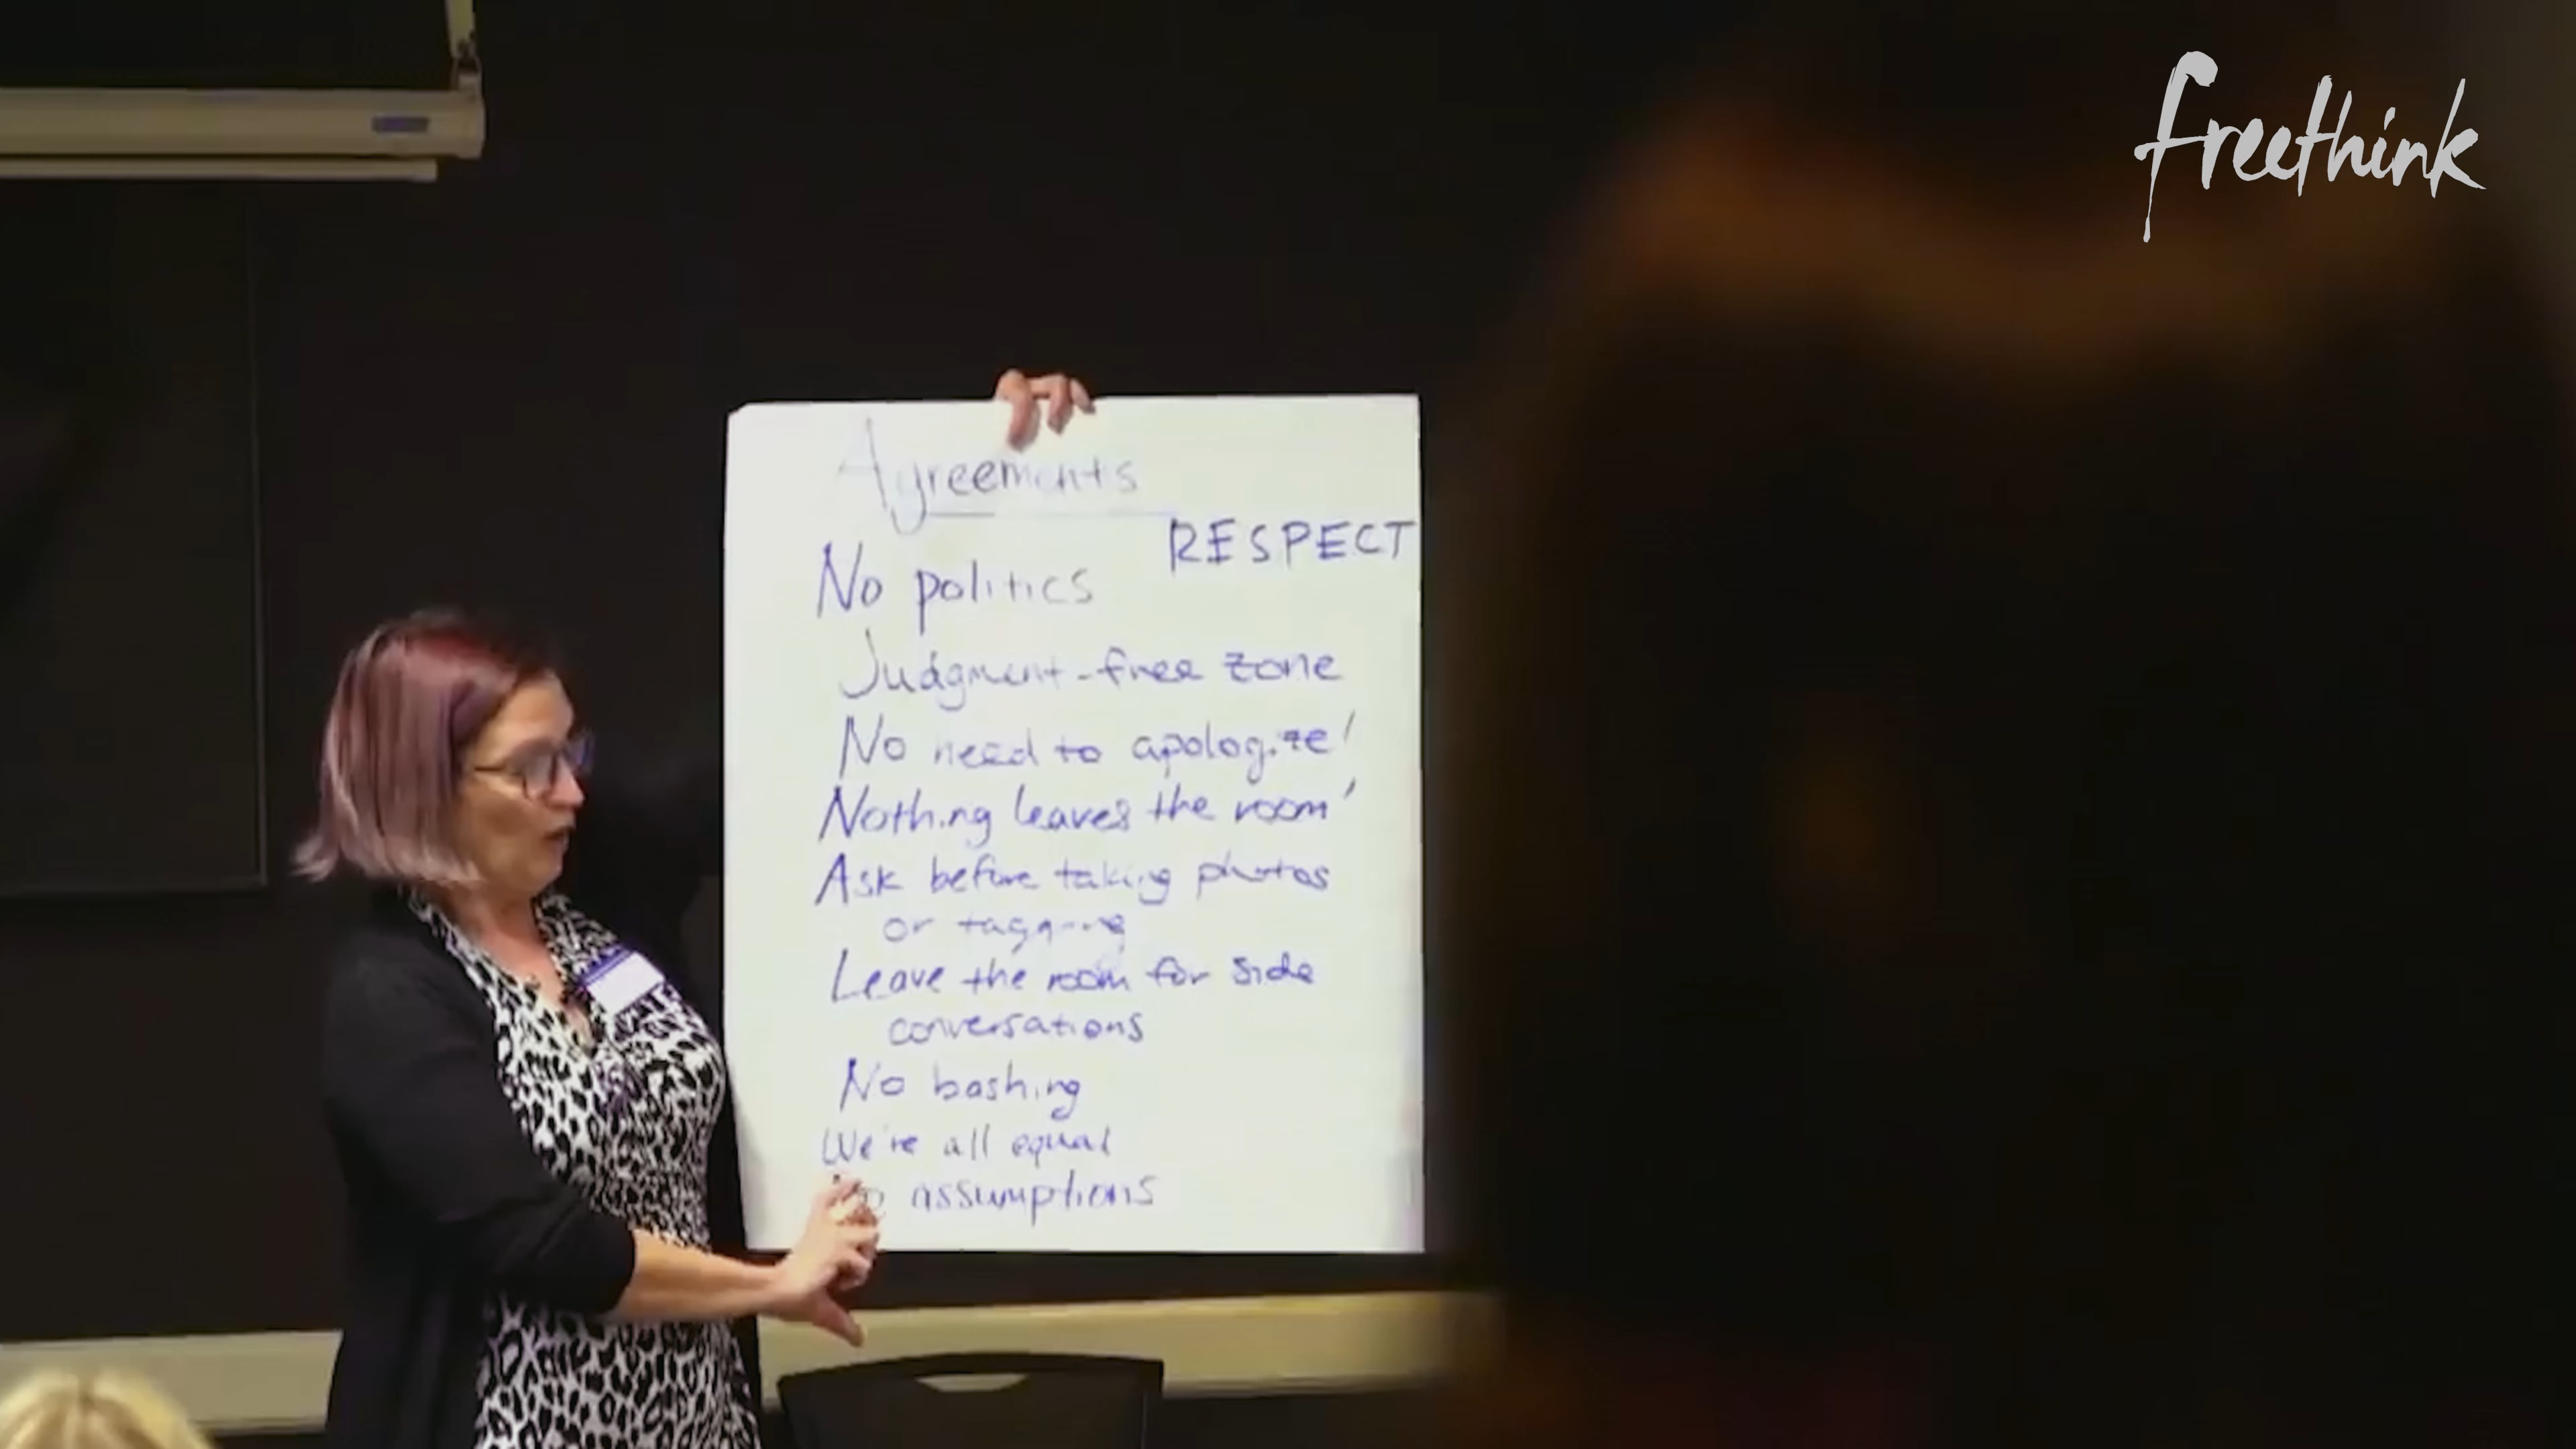 freethink
Agreements
RESPECT
No politics
Judgment-free zone
No need to apologize!
Nothing leaves the room!
Ask before taking photos
or tagging
Leave the room for side
conversations
No bashing
We're all equal
assumptions